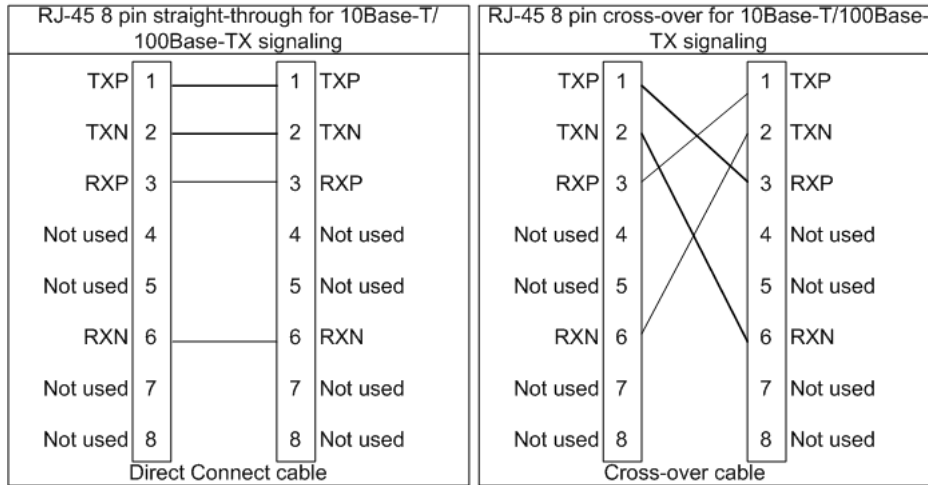 RJ-45 8 pin straight-through for 10Base-T/
100Base-TX signaling
TXP 1 1 TXP
TXN 2 2 TXN
RXP 3 3 RXP
Not used 4 4 Not used
Not used 5 5 Not used
RXN 6 6 RXN
Not used 7 7 Not used
Not used 8 8 Not used
Direct Connect cable
RJ-45 8 pin cross-over for 10Base-T/100Base-
TX signaling
TXP 1 1 TXP
TXN 2 2 TXN
RXP 3 3 RXP
Not used 4 4 Not used
Not used 5 5 Not used
RXN 6 6 RXN
Not used 7 7 Not used
Not used 8 8 Not used
Cross-over cable